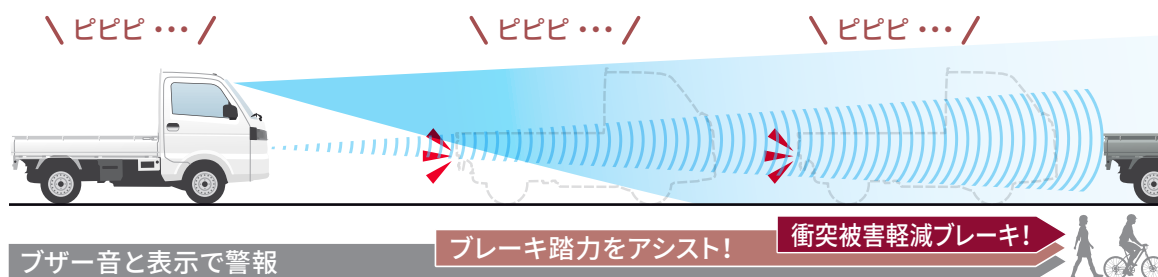 ピピピ・・・
ピピピ・・・
ピピピ・・・
衝突被害軽減ブレーキ!
ブレーキ踏力をアシスト!
ブザー音と表示で警報